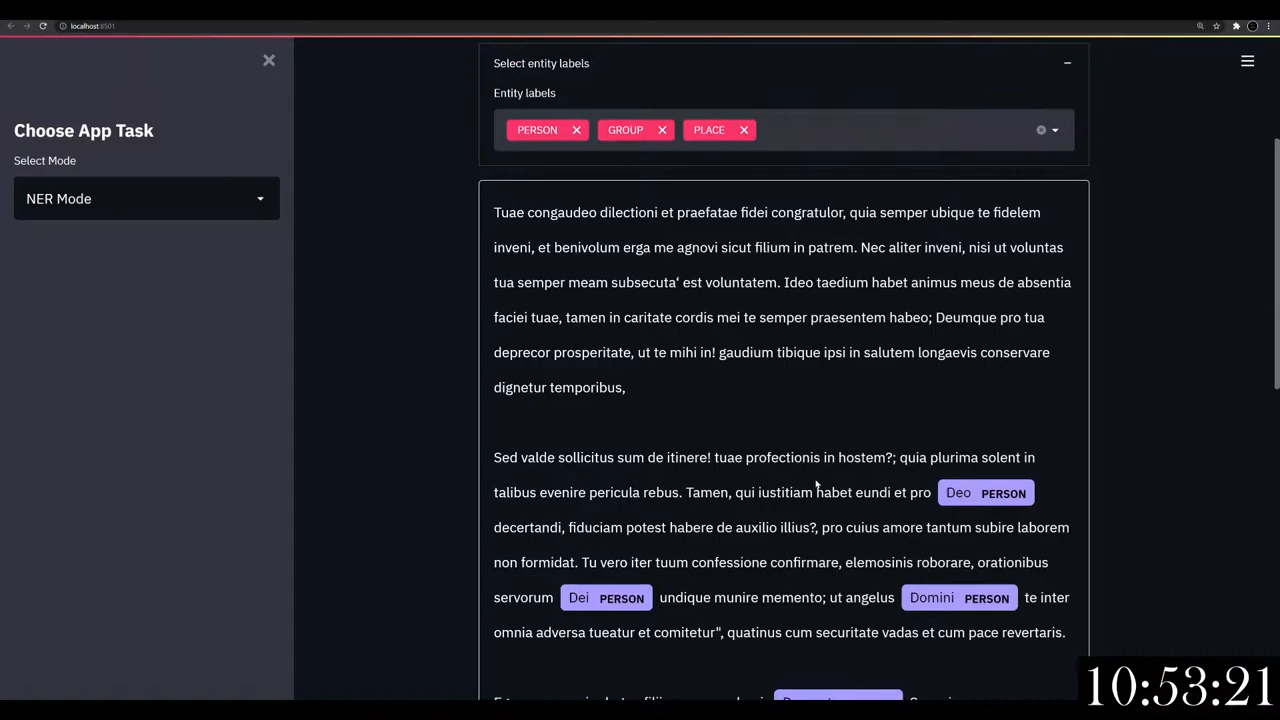 localhost:8501
Choose App Task
Select Mode
NER Mode
Select entity labels
Entity labels
PERSON GROUP PLACE
Tuae congaudeo dilectioni et praefatae fidei congratulor, quia semper ubique te fidelem
inveni, et benivolum erga me agnovi sicut filium in patrem. Nec aliter inveni, nisi ut voluntas
tua semper meam subsecuta‘ est voluntatem. Ideo taedium habet animus meus de absentia
faciei tuae, tamen in caritate cordis mei te semper praesentem habeo; Deumque pro tua
deprecor prosperitate, ut te mihi in! gaudium tibique ipsi in salutem longaevis conservare
dignetur temporibus,
Sed valde sollicitus sum de itinere! tuae profectionis in hostem?; quia plurima solent in
talibus evenire pericula rebus. Tamen, qui iustitiam habet eundi et pro Deo PERSON
decertandi, fiduciam potest habere de auxilio illius?, pro cuius amore tantum subire laborem
non formidat. Tu vero iter tuum confessione confirmare, elemosinis roborare, orationibus
servorum Dei PERSON undique munire memento; ut angelus Domini PERSON te inter
omnia adversa tueatur et comitetur", quatinus cum securitate vadas et cum pace revertaris.
10:53:21